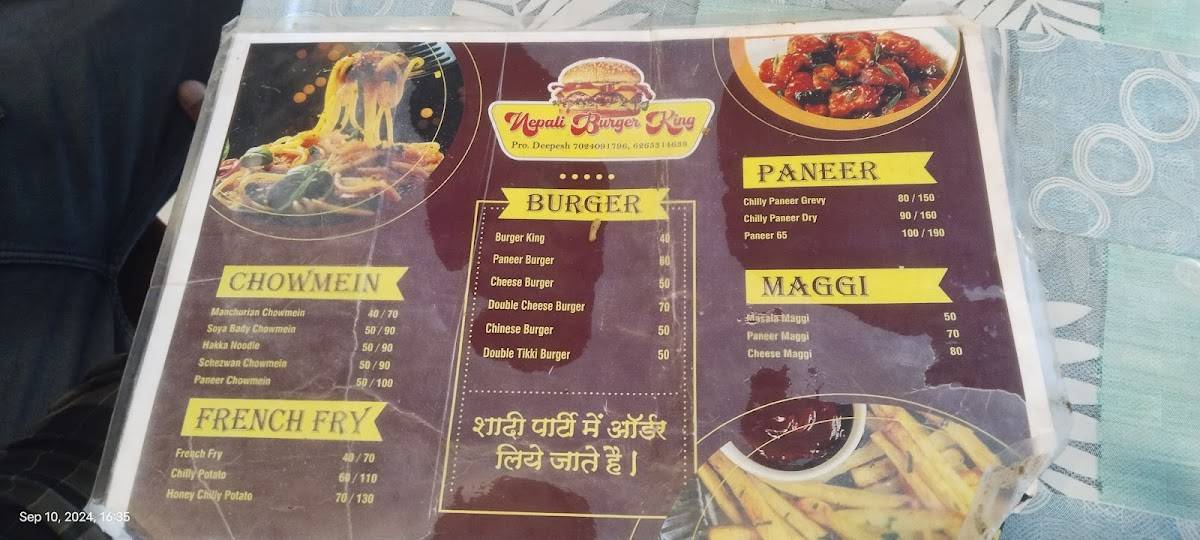 Nepali Burger King
Pro. Deepesh 7024091796, 6265314638
CHOWMEIN
Manchurian Chowmein 40 / 70
Soya Bady Chowmein 50 / 90
Hakka Noodle 50 / 90
Schezwan Chowmein 50 / 90
Paneer Chowmein 50 / 100
FRENCH FRY
French Fry 40 / 70
Chilly Potato 60 / 110
Honey Chilly Potato 70 / 130
BURGER
Burger King 40
Paneer Burger 60
Cheese Burger 50
Double Cheese Burger 70
Chinese Burger 50
Double Tikki Burger 50
शादी पार्टी में ऑर्डर
लिये जाते है |
PANEER
Chilly Paneer Grevy 80 / 150
Chilly Paneer Dry 90 / 160
Paneer 65 100 / 190
MAGGI
Masala Maggi 50
Paneer Maggi 70
Cheese Maggi 80
Sep 10, 2024, 16:35